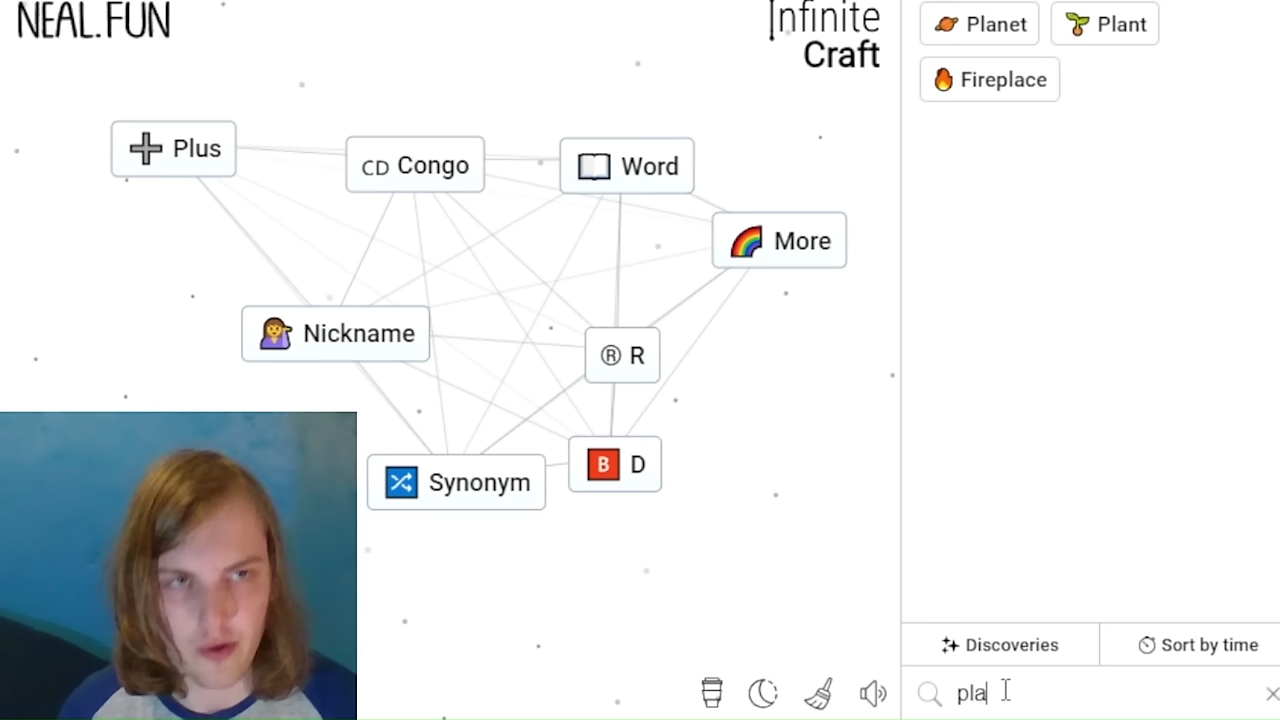 NEAL.FUN
Infinite
Craft
Planet
Plant
Fireplace
Plus
CD Congo
Word
More
Nickname
® R
B D
Synonym
Discoveries
Sort by time
pla